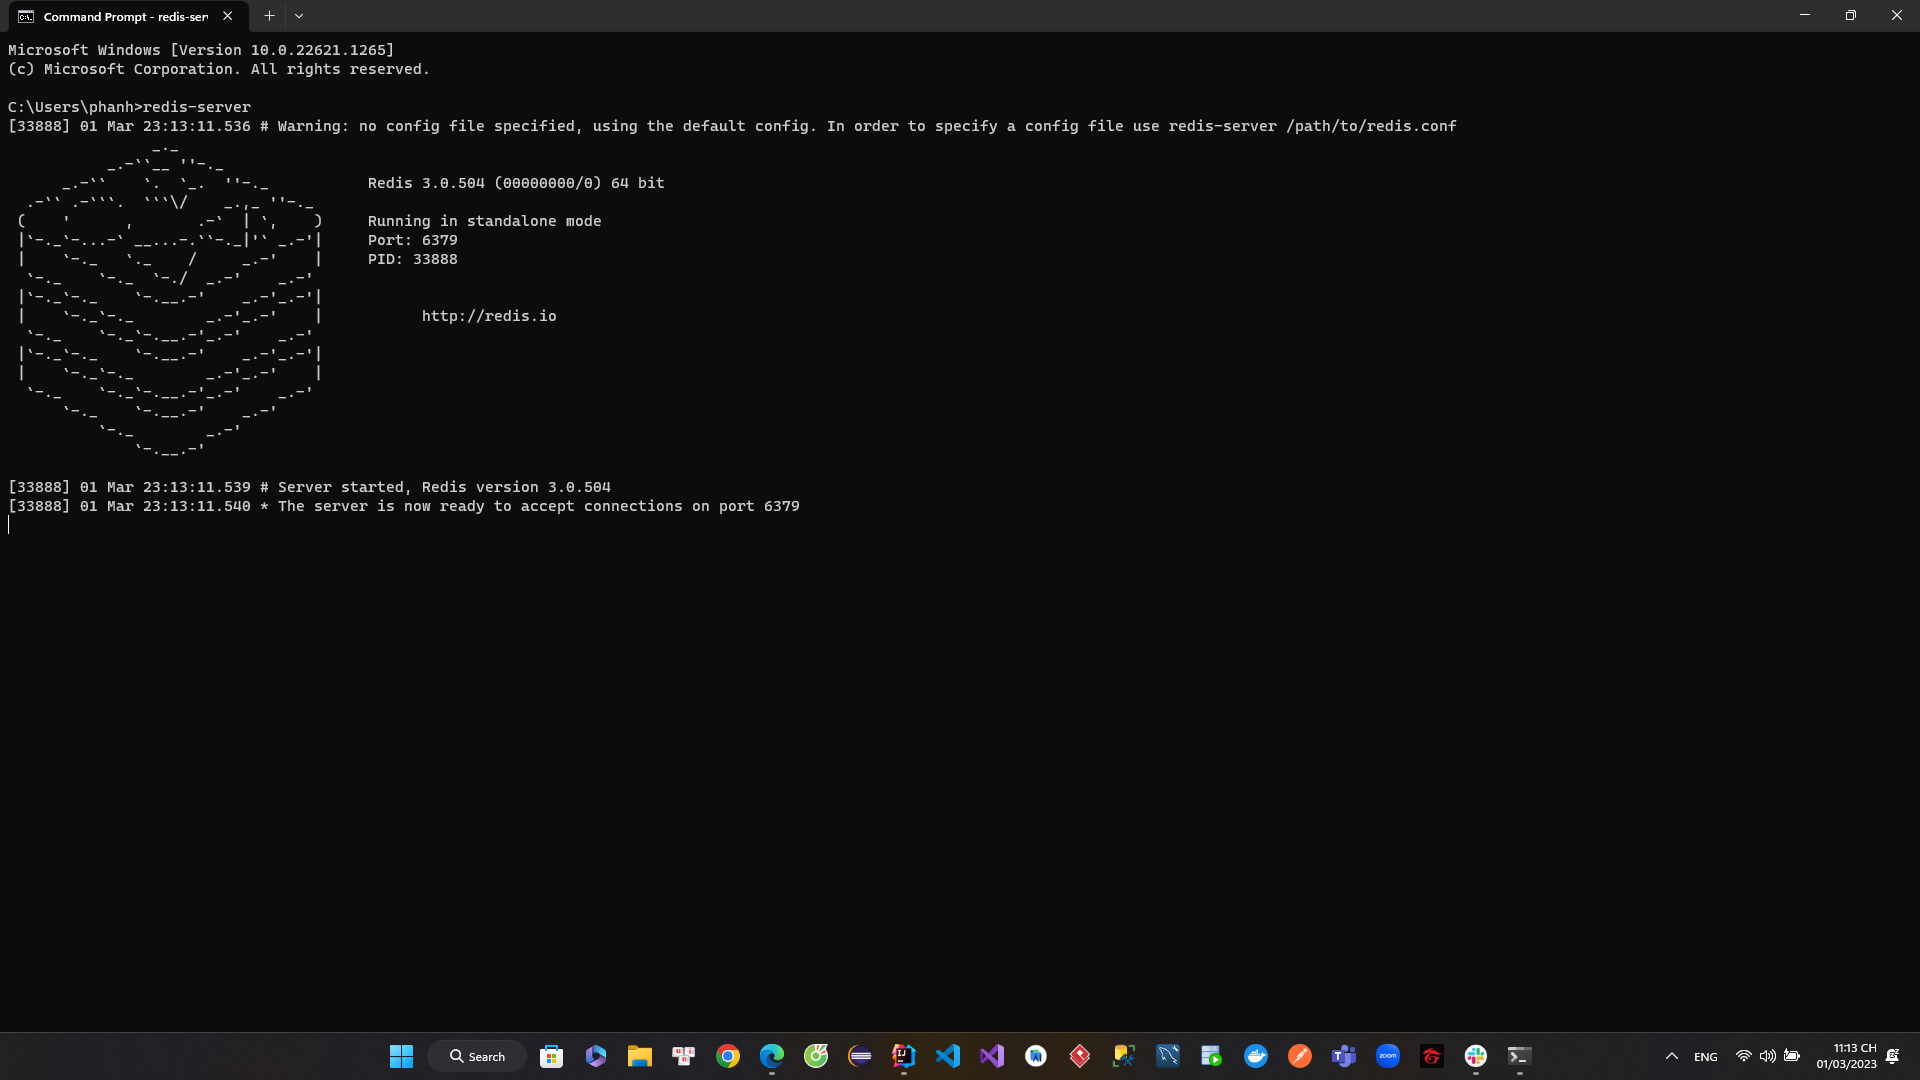 Command Prompt - redis-ser
Microsoft Windows [Version 10.0.22621.1265]
(c) Microsoft Corporation. All rights reserved.
C:\Users\phanh>redis-server
[33888] 01 Mar 23:13:11.536 # Warning: no config file specified, using the default config. In order to specify a config file use redis-server /path/to/redis.conf
Redis 3.0.504 (00000000/0) 64 bit
Running in standalone mode
Port: 6379
PID: 33888
http://redis.io
[33888] 01 Mar 23:13:11.539 # Server started, Redis version 3.0.504
[33888] 01 Mar 23:13:11.540 * The server is now ready to accept connections on port 6379
Search
zoom
ENG
11:13 CH
01/03/2023